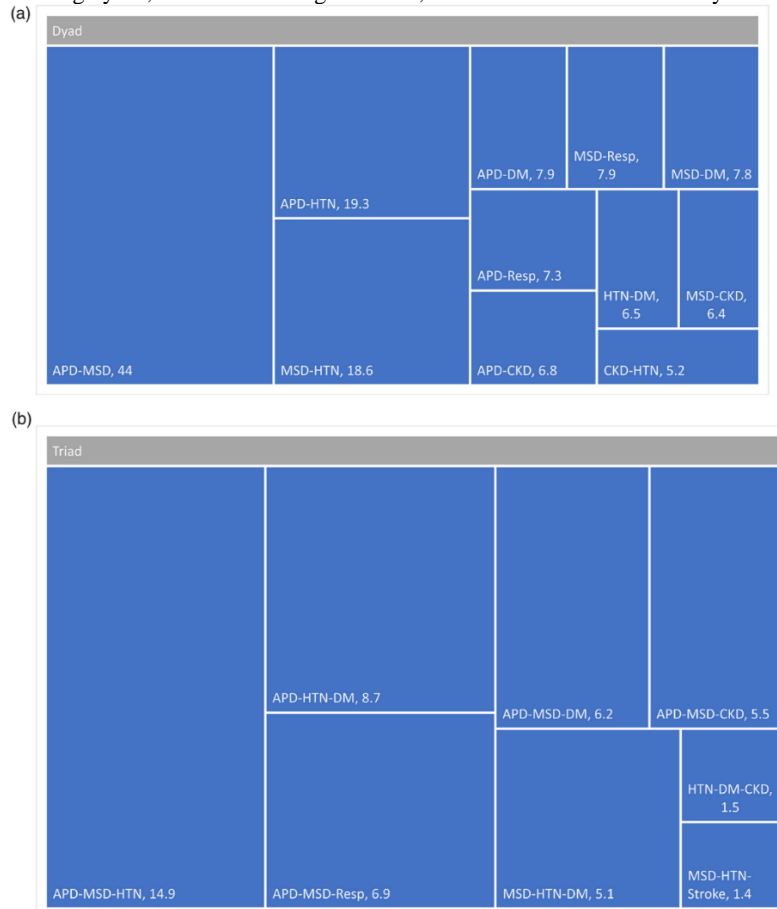 (a)
Dyad
APD-MSD, 44
APD-HTN, 19.3
MSD-HTN, 18.6
APD-DM, 7.9
MSD-Resp,
7.9
MSD-DM, 7.8
APD-Resp, 7.3
APD-CKD, 6.8
HTN-DM,
6.5
MSD-CKD,
6.4
CKD-HTN, 5.2
(b)
Triad
APD-MSD-HTN, 14.9
APD-HTN-DM, 8.7
APD-MSD-Resp, 6.9
APD-MSD-DM, 6.2
APD-MSD-CKD, 5.5
MSD-HTN-DM, 5.1
HTN-DM-CKD,
1.5
MSD-HTN-
Stroke, 1.4